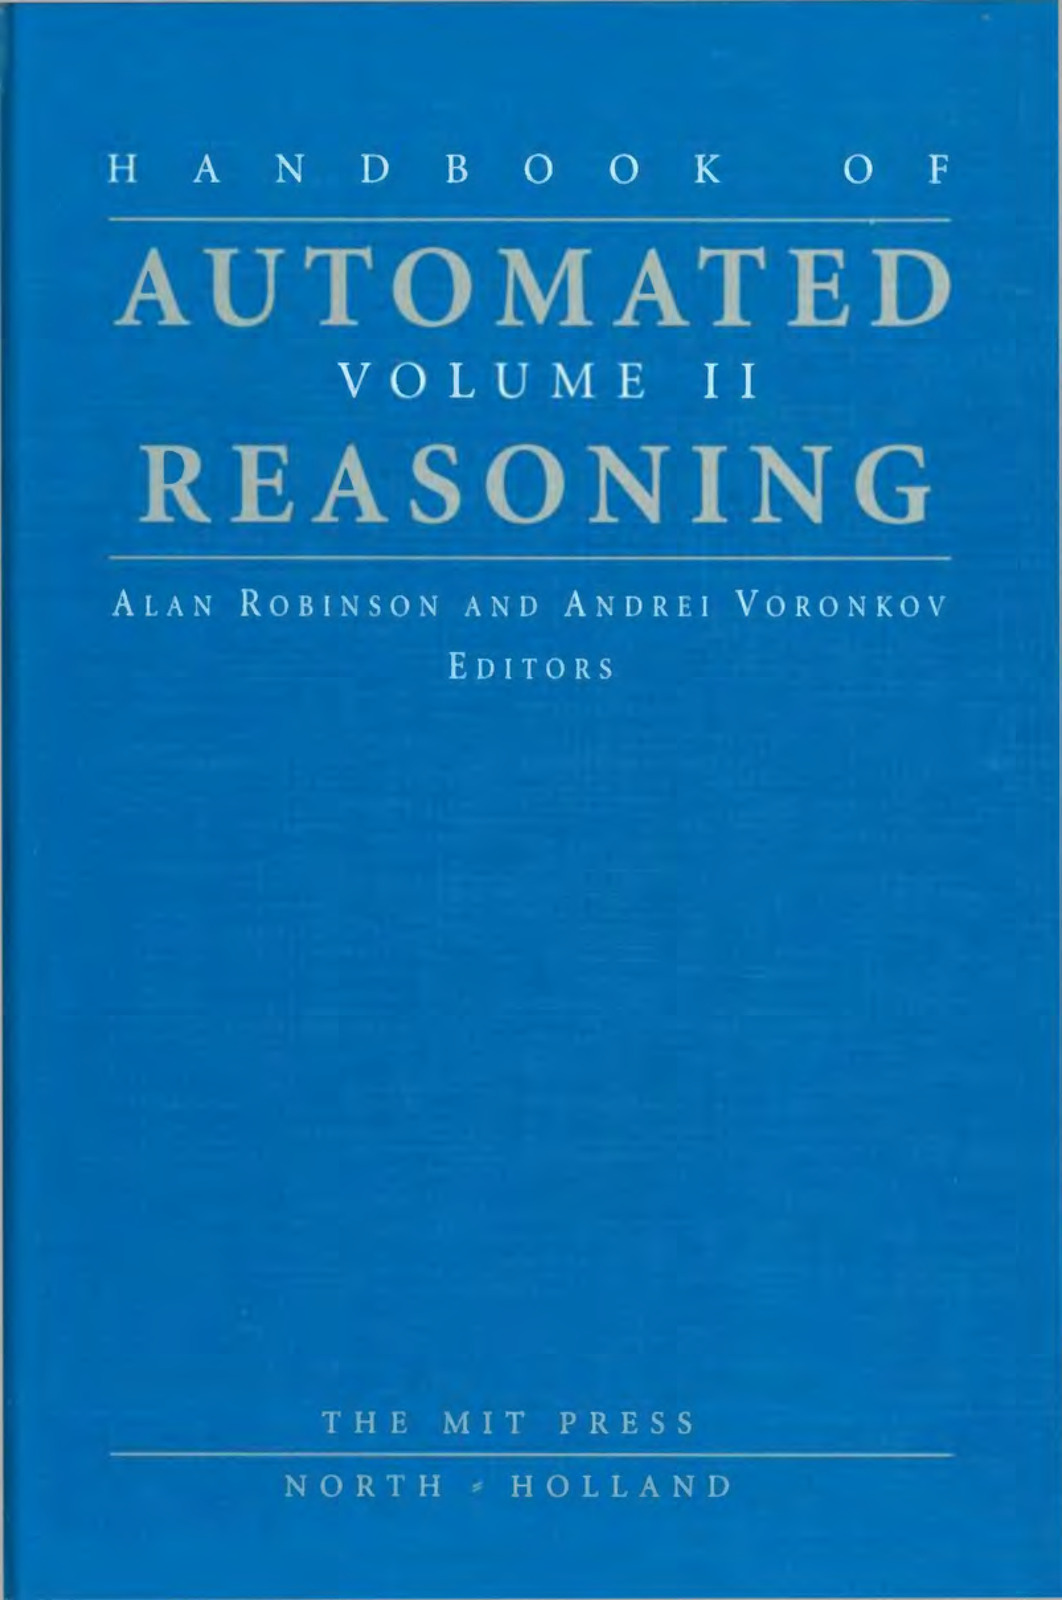 HANDBOOK OF
AUTOMATED
VOLUME II
REASONING
ALAN ROBINSON AND ANDREI VORONKOV
EDITORS
THE MIT PRESS
NORTH-HOLLAND